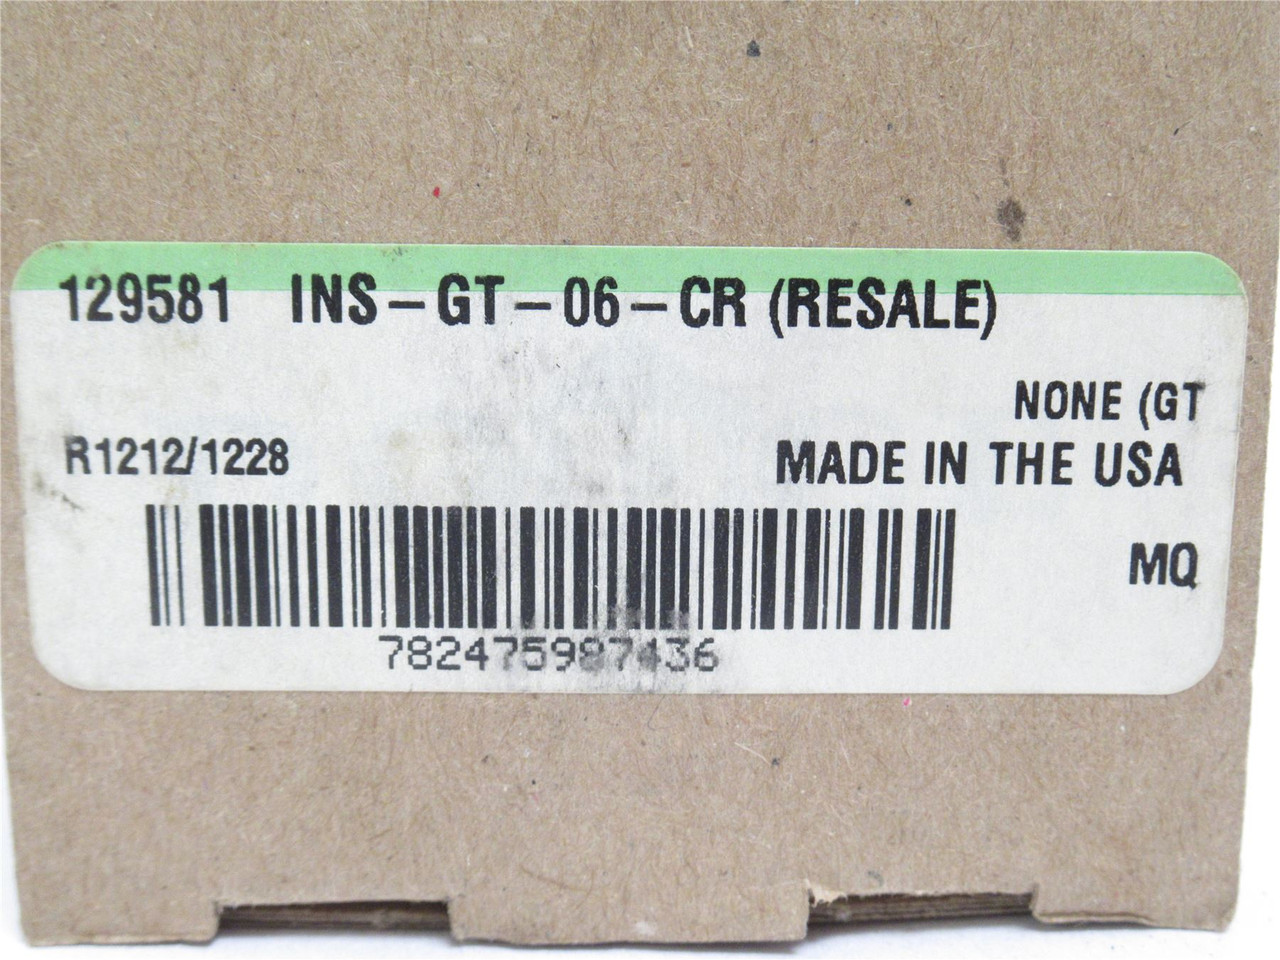 129581 INS-GT-06-CR (RESALE)
NONE (GT
R1212/1228 MADE IN THE USA
MQ
782475987436